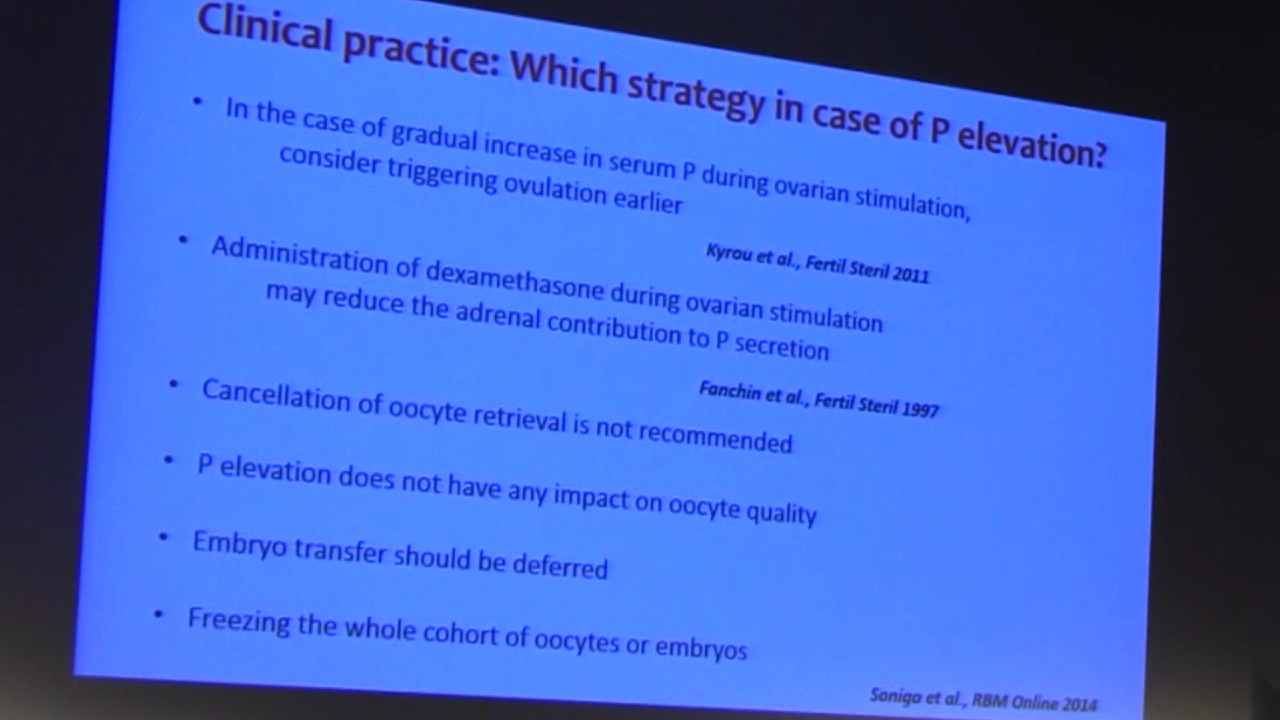 Clinical practice: Which strategy in case of P elevation?
• In the case of gradual increase in serum P during ovarian stimulation,
consider triggering ovulation earlier
Kyrou et al., Fertil Steril 2011
• Administration of dexamethasone during ovarian stimulation
may reduce the adrenal contribution to P secretion
Fanchin et al., Fertil Steril 1997
• Cancellation of oocyte retrieval is not recommended
• P elevation does not have any impact on oocyte quality
• Embryo transfer should be deferred
• Freezing the whole cohort of oocytes or embryos
Sonigo et al., RBM Online 2014